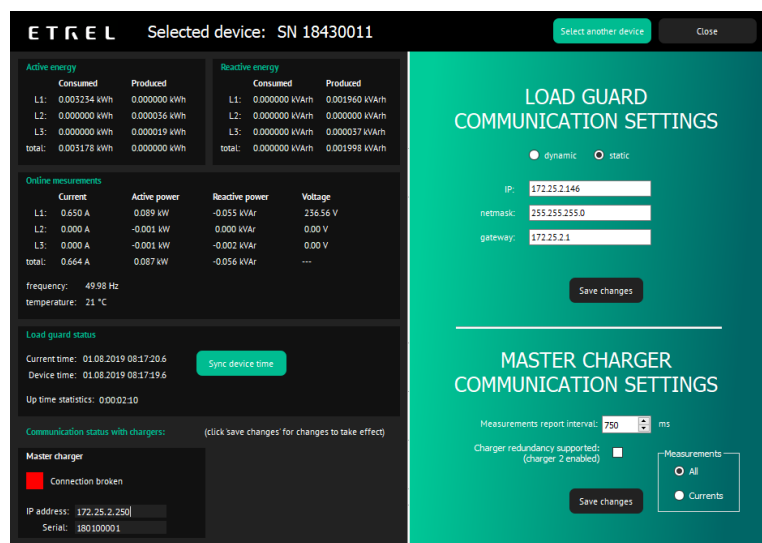 ETREL Selected device: SN 18430011
Select another device
Close
Active energy
Consumed Produced
L1: 0.003234 kWh 0.000000 kWh
L2: 0.000000 kWh 0.000036 kWh
L3: 0.000000 kWh 0.000019 kWh
total: 0.003178 kWh 0.000000 kWh
Reactive energy
Consumed Produced
L1: 0.000000 kVArh 0.001960 kVArh
L2: 0.000000 kVArh 0.000000 kVArh
L3: 0.000000 kVArh 0.000037 kVArh
total: 0.000000 kVArh 0.001998 kVArh
Online mesurements
Current Active power Reactive power Voltage
L1: 0.650 A 0.089 kW -0.055 kVAr 236.56 V
L2: 0.000 A -0.001 kW 0.000 kVAr 0.00 V
L3: 0.000 A -0.001 kW -0.002 kVAr 0.00 V
total: 0.664 A 0.087 kW -0.056 kVAr ---
frequency: 49.98 Hz
temperature: 21 °C
Load guard status
Current time: 01.08.2019 08:17:20.6
Device time: 01.08.2019 08:17:19.6
Sync device time
Up time statistics: 0:00:02:10
Communication status with chargers: (click 'save changes' for changes to take effect)
Master charger
Connection broken
IP address: 172.25.2.250
Serial: 180100001
LOAD GUARD
COMMUNICATION SETTINGS
dynamic static
IP: 172.25.2.146
netmask: 255.255.255.0
gateway: 172.25.2.1
Save changes
MASTER CHARGER
COMMUNICATION SETTINGS
Measurements report interval: 750 ms
Charger redundancy supported:
(charger 2 enabled)
Measurements
All
Currents
Save changes